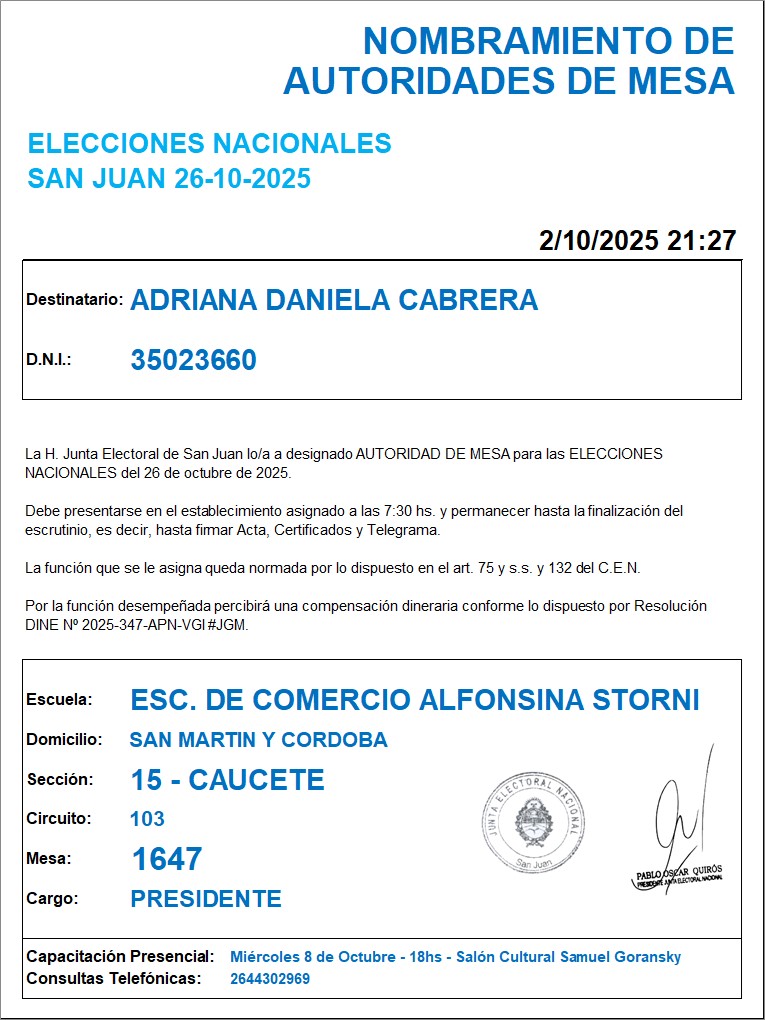 NOMBRAMIENTO DE
AUTORIDADES DE MESA
ELECCIONES NACIONALES
SAN JUAN 26-10-2025
2/10/2025 21:27
Destinatario: ADRIANA DANIELA CABRERA
D.N.I.: 35023660
La H. Junta Electoral de San Juan lo/a a designado AUTORIDAD DE MESA para las ELECCIONES
NACIONALES del 26 de octubre de 2025.
Debe presentarse en el establecimiento asignado a las 7:30 hs. y permanecer hasta la finalización del
escrutinio, es decir, hasta firmar Acta, Certificados y Telegrama.
La función que se le asigna queda normada por lo dispuesto en el art. 75 y s.s. y 132 del C.E.N.
Por la función desempeñada percibirá una compensación dineraria conforme lo dispuesto por Resolución
DINE Nº 2025-347-APN-VGI#JGM.
Escuela: ESC. DE COMERCIO ALFONSINA STORNI
Domicilio: SAN MARTIN Y CORDOBA
Sección: 15 - CAUCETE
Circuito: 103
Mesa: 1647
Cargo: PRESIDENTE
JUNTA ELECTORAL NACIONAL
San Juan
PABLO OSCAR QUIRÓS
PRESIDENTE JUNTA ELECTORAL NACIONAL
Capacitación Presencial: Miércoles 8 de Octubre - 18hs - Salón Cultural Samuel Goransky
Consultas Telefónicas: 2644302969